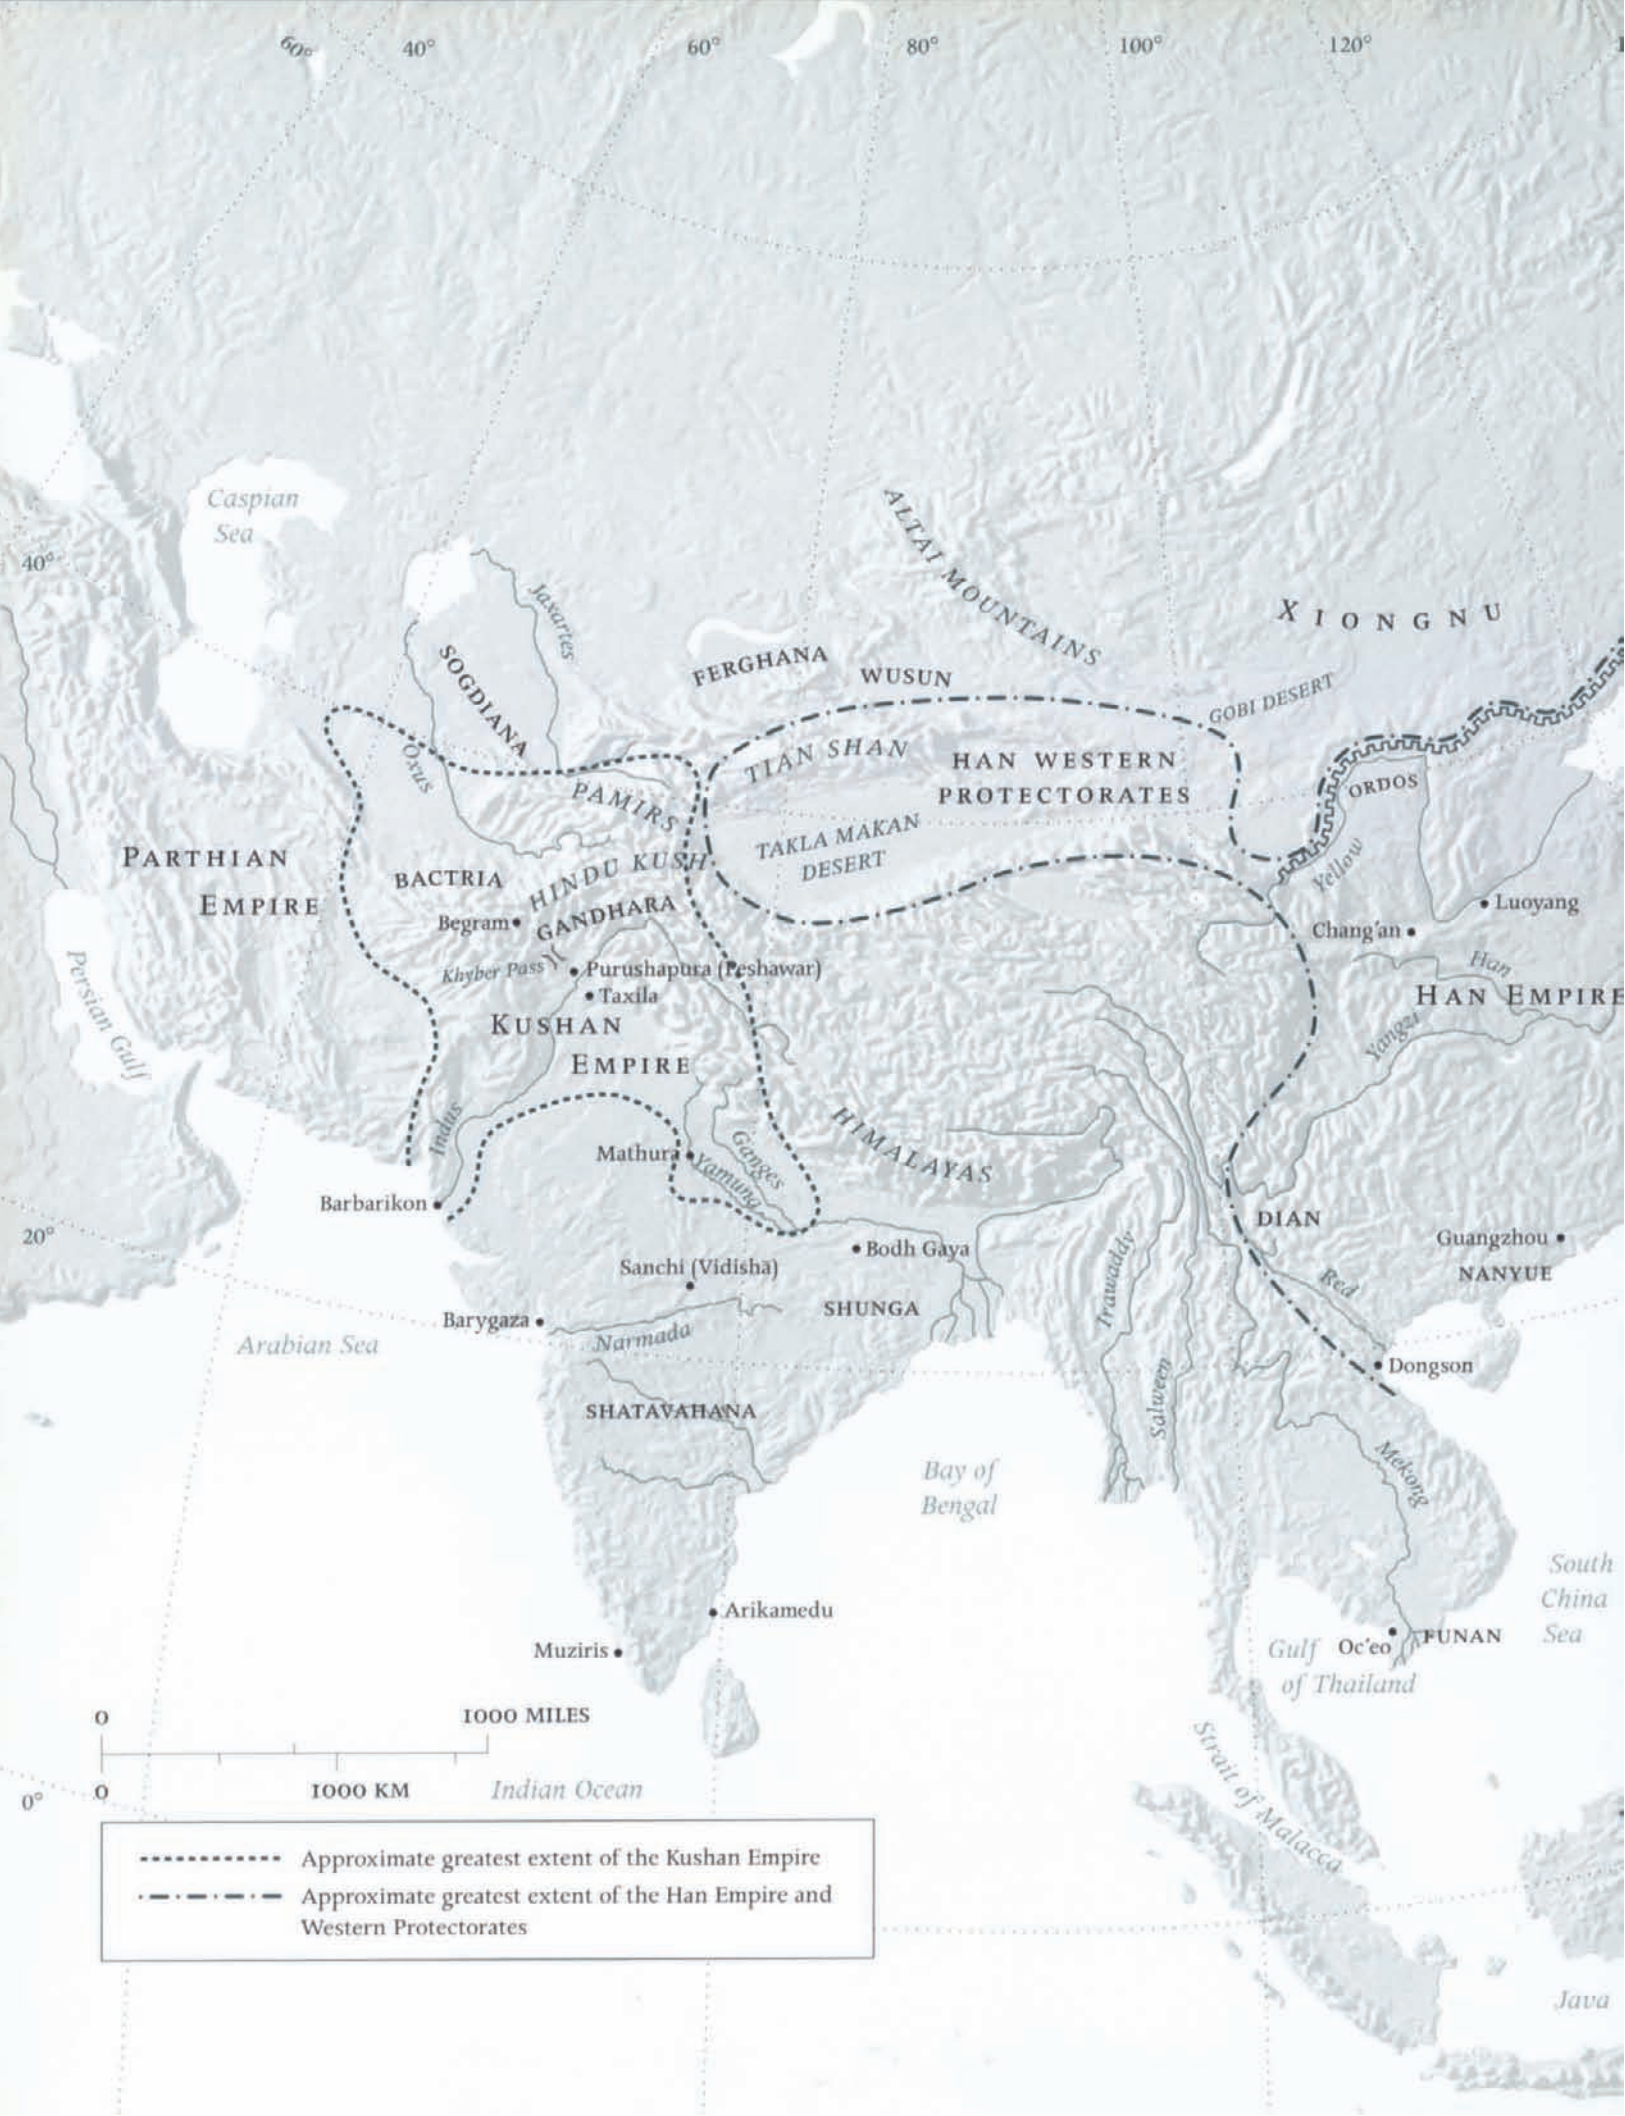 60°
40°
60°
80°
100°
120°
Caspian
Sea
40°
Jaxartes
ALTAI MOUNTAINS
XIONGNU
SOGDIANA
FERGHANA
WUSUN
GOBI DESERT
Oxus
TIAN SHAN
HAN WESTERN
PROTECTORATES
ORDOS
PAMIRS
TAKLA MAKAN
DESERT
PARTHIAN
EMPIRE
BACTRIA
HINDU KUSH
Yellow
Begram
GANDHARA
Luoyang
Chang'an
Khyber Pass
Purushapura (Peshawar)
Taxila
Han
Persian Gulf
KUSHAN
EMPIRE
HAN EMPIRE
Yangzi
Indus
HIMALAYAS
Mathura
Ganges
Yamuna
Barbarikon
DIAN
20°
Guangzhou
NANYUE
Bodh Gaya
Sanchi (Vidisha)
Irawaddy
Red
SHUNGA
Barygaza
Narmada
Arabian Sea
Dongson
SHATAVAHANA
Salween
Bay of
Bengal
Mekong
South
China
Sea
Arikamedu
Muziris
Gulf
of Thailand
Oc'eo
FUNAN
0
1000 MILES
Strait of Malacca
0
1000 KM
Indian Ocean
0°
Approximate greatest extent of the Kushan Empire
Approximate greatest extent of the Han Empire and
Western Protectorates
Java